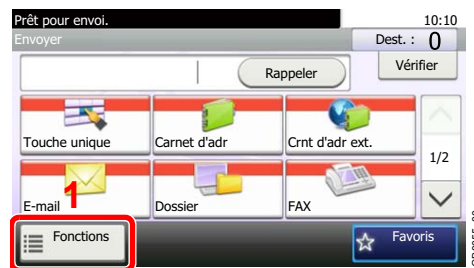 Prêt pour envoi. 10:10
Envoyer Dest. : 0
Rappeler Vérifier
Touche unique Carnet d'adr Crnt d'adr ext.
1/2
E-mail Dossier FAX
1
Fonctions Favoris